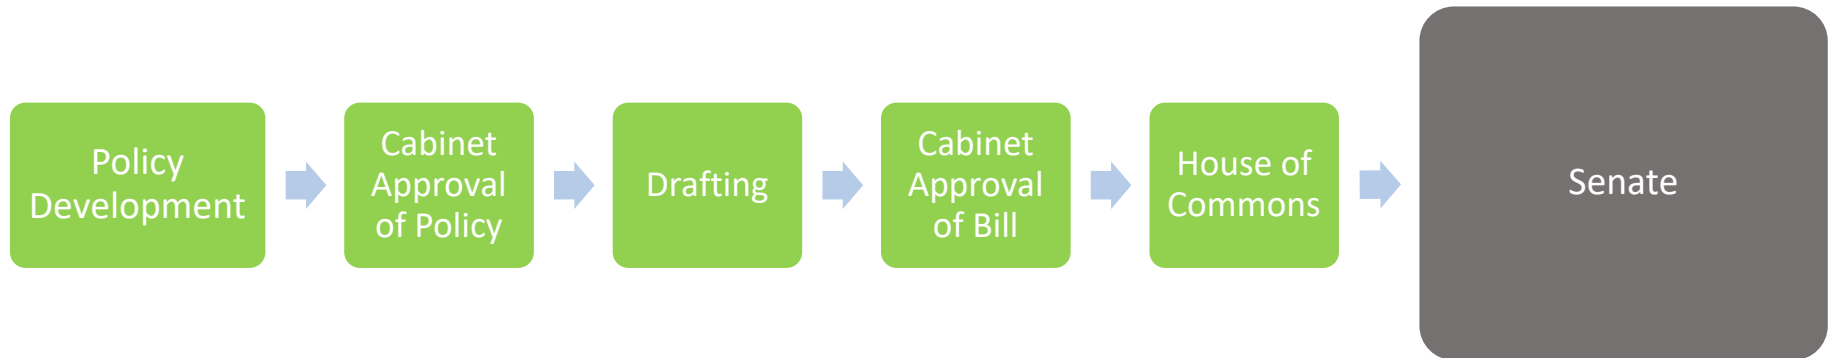 Policy
Development
Cabinet
Approval
of Policy
Drafting
Cabinet
Approval
of Bill
House of
Commons
Senate